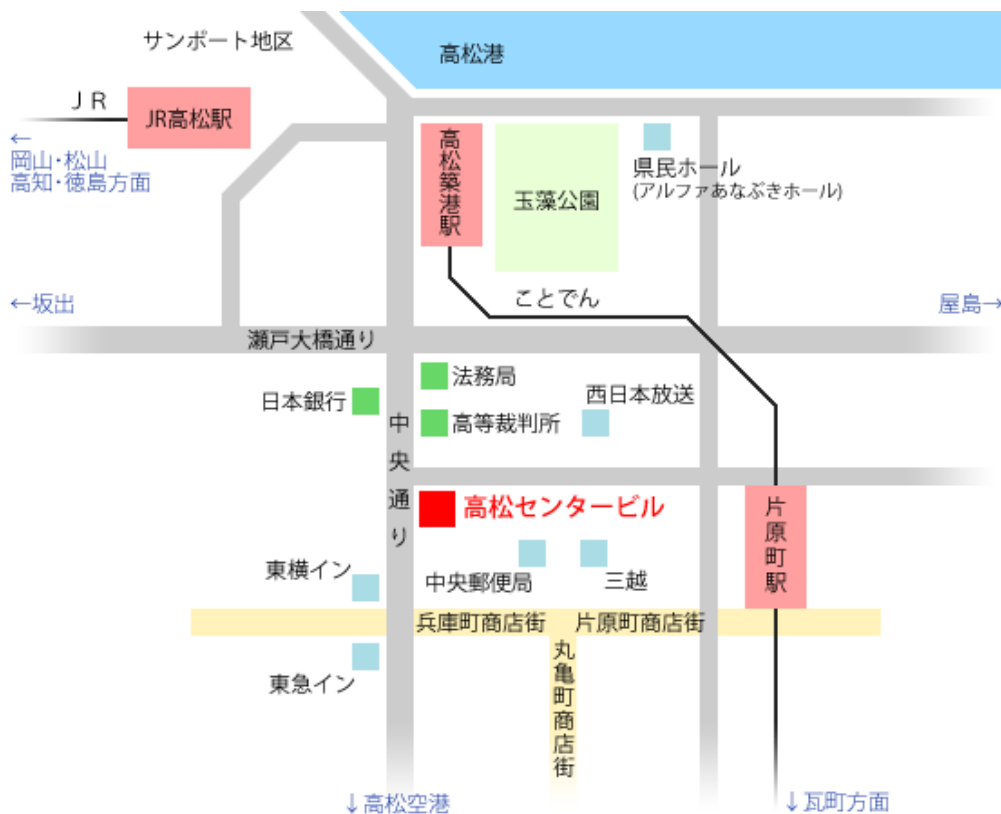 サンポート地区
高松港
JR
JR高松駅
←
岡山・松山
高知・徳島方面
高松築港駅
玉藻公園
県民ホール
(アルファあなぶきホール)
ことでん
←坂出
屋島→
瀬戸大橋通り
法務局
日本銀行
高等裁判所
西日本放送
中央通り
高松センタービル
片原町駅
東横イン
中央郵便局
三越
兵庫町商店街
片原町商店街
丸亀町商店街
東急イン
↓高松空港
↓瓦町方面